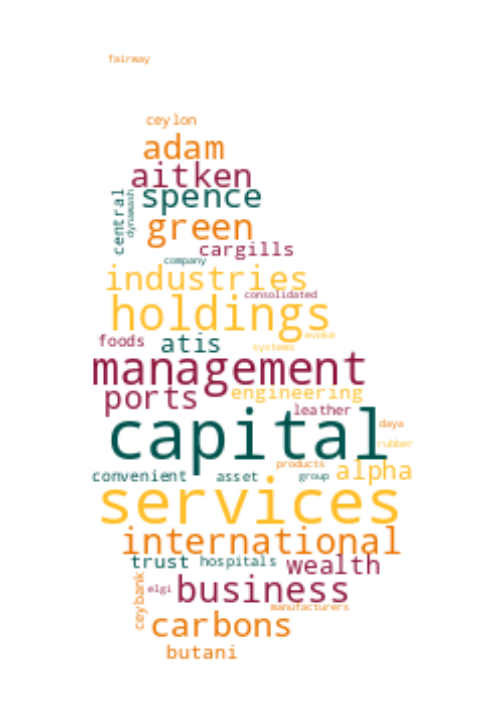 fairway
ceylon
adam
aitken
central
dynawash
spence
green
cargills
company
industries
consolidated
holdings
evoke
foods
atis
systems
management
ports
engineering
leather
capital
daya
rubber
products
alpha
convenient
asset
group
services
international
trust
hospitals
wealth
ceybank
elgi
business
manufacturers
carbons
butani